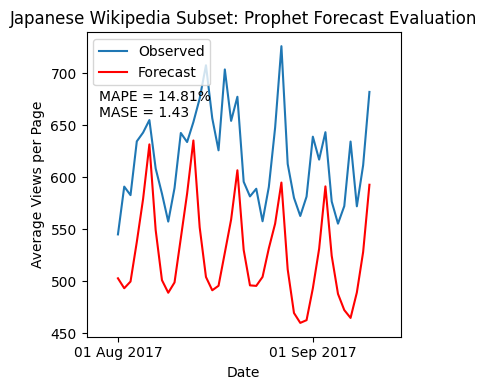 Japanese Wikipedia Subset: Prophet Forecast Evaluation
Observed
Forecast
MAPE = 14.81%
MASE = 1.43
700
650
600
550
500
450
Average Views per Page
01 Aug 2017
01 Sep 2017
Date